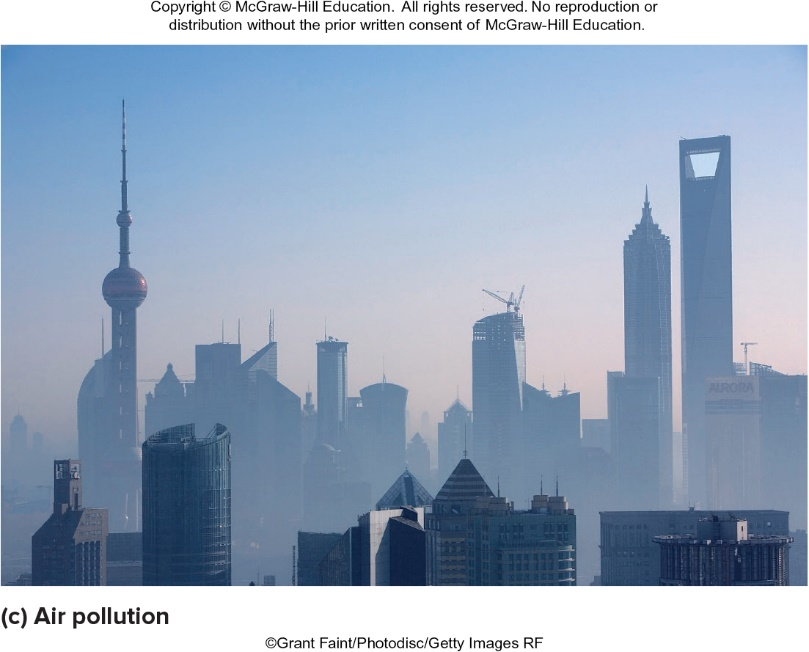 Copyright © McGraw-Hill Education. All rights reserved. No reproduction or
distribution without the prior written consent of McGraw-Hill Education.
AURORA
(c) Air pollution
©Grant Faint/Photodisc/Getty Images RF